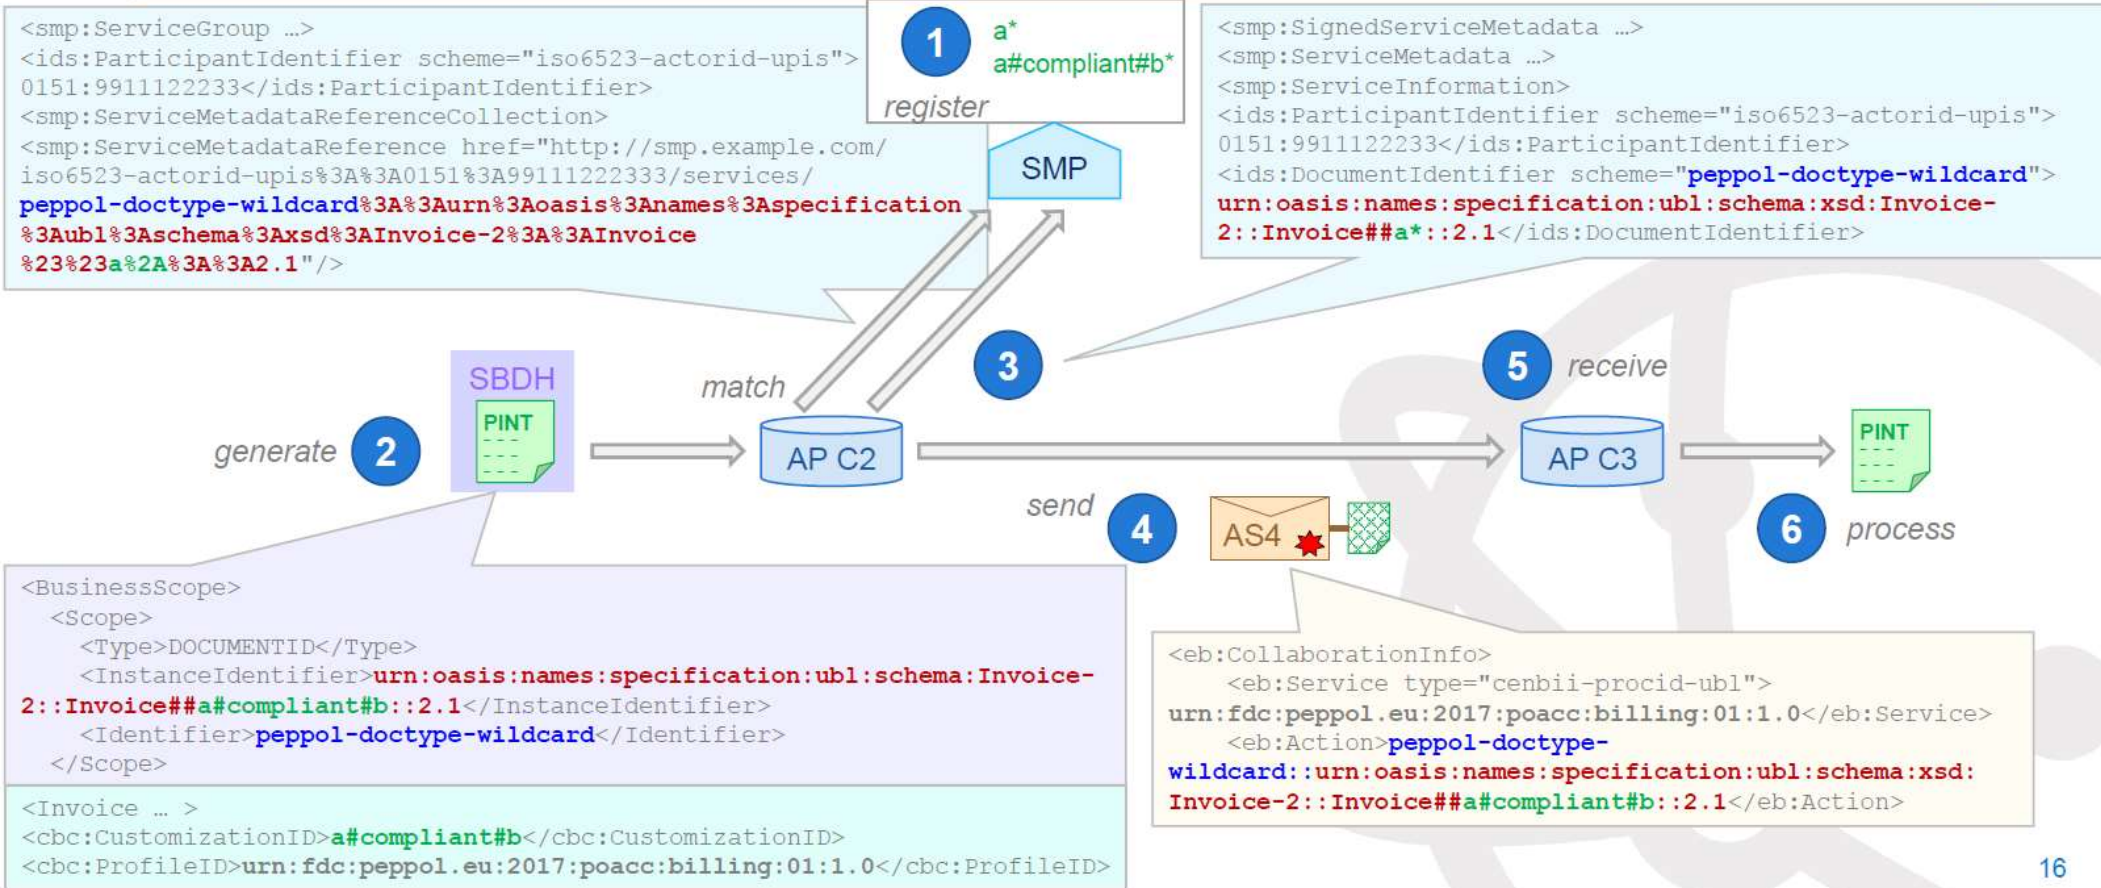 <smp:ServiceGroup …>
<ids:ParticipantIdentifier scheme="iso6523-actorid-upis">
0151:9911122233</ids:ParticipantIdentifier>
<smp:ServiceMetadataReferenceCollection>
<smp:ServiceMetadataReference href="http://smp.example.com/
iso6523-actorid-upis%3A%3A0151%3A99111222333/services/
peppol-doctype-wildcard%3A%3Aurn%3Aoasis%3Anames%3Aspecification
%3Aubl%3Aschema%3Axsd%3AInvoice-2%3A%3AInvoice
%23%23a%2A%3A%3A2.1"/>
1
a*
a#compliant#b*
register
SMP
<smp:SignedServiceMetadata …>
<smp:ServiceMetadata …>
<smp:ServiceInformation>
<ids:ParticipantIdentifier scheme="iso6523-actorid-upis">
0151:9911122233</ids:ParticipantIdentifier>
<ids:DocumentIdentifier scheme="peppol-doctype-wildcard">
urn:oasis:names:specification:ubl:schema:xsd:Invoice-
2::Invoice##a*::2.1</ids:DocumentIdentifier>
generate
2
SBDH
PINT
match
AP C2
3
5
receive
AP C3
PINT
send
4
AS4
6
process
<BusinessScope>
<Scope>
<Type>DOCUMENTID</Type>
<InstanceIdentifier>urn:oasis:names:specification:ubl:schema:Invoice-
2::Invoice##a#compliant#b::2.1</InstanceIdentifier>
<Identifier>peppol-doctype-wildcard</Identifier>
</Scope>
<Invoice … >
<cbc:CustomizationID>a#compliant#b</cbc:CustomizationID>
<cbc:ProfileID>urn:fdc:peppol.eu:2017:poacc:billing:01:1.0</cbc:ProfileID>
<eb:CollaborationInfo>
<eb:Service type="cenbii-procid-ubl">
urn:fdc:peppol.eu:2017:poacc:billing:01:1.0</eb:Service>
<eb:Action>peppol-doctype-
wildcard::urn:oasis:names:specification:ubl:schema:xsd:
Invoice-2::Invoice##a#compliant#b::2.1</eb:Action>
16